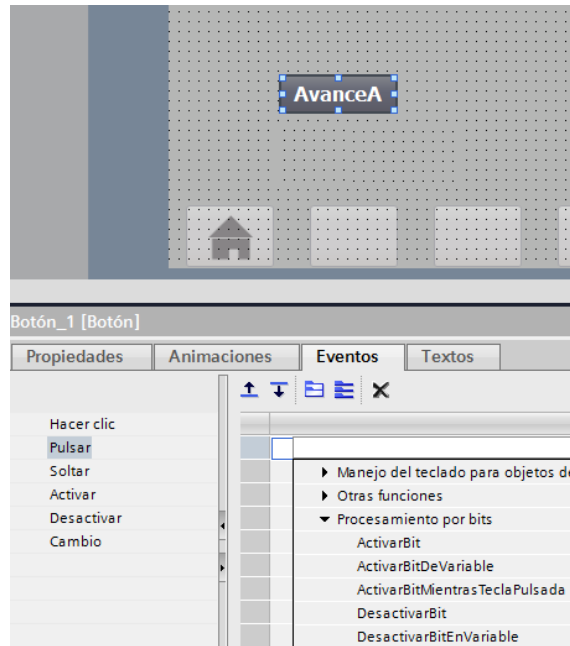 AvanceA
Botón_1 [Botón]
Propiedades
Animaciones
Eventos
Textos
Hacer clic
Pulsar
Soltar
Activar
Desactivar
Cambio
Manejo del teclado para objetos de
Otras funciones
Procesamiento por bits
ActivarBit
ActivarBitDeVariable
ActivarBitMientrasTeclaPulsada
DesactivarBit
DesactivarBitEnVariable